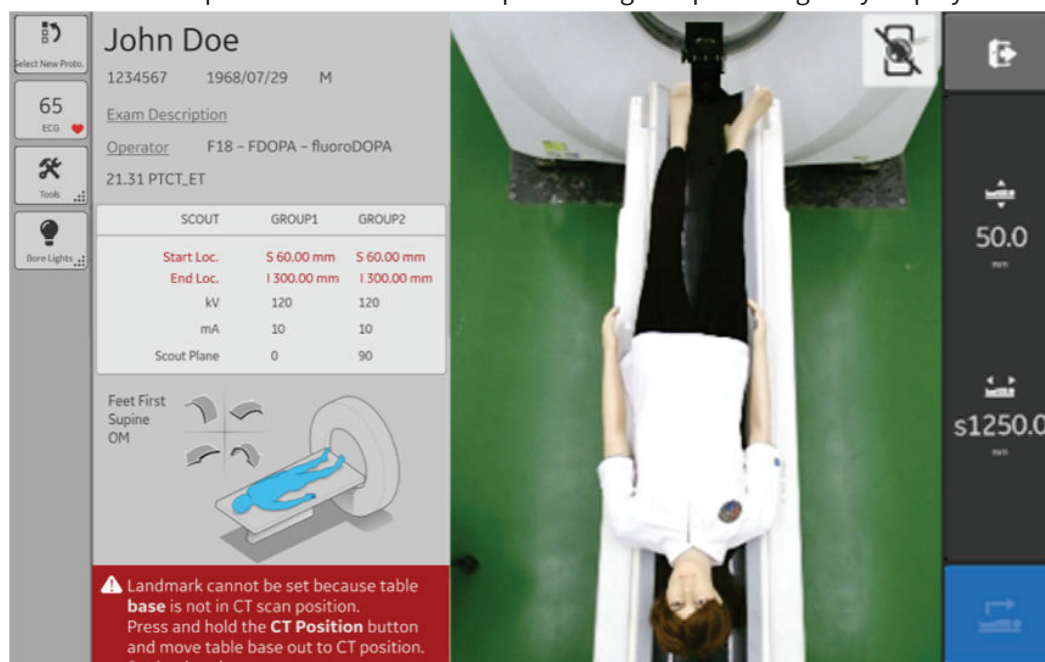 Select New Proto.
65
ECG
Tools
Bore Lights
John Doe
1234567 1968/07/29 M
Exam Description
Operator F18 – FDOPA – fluoroDOPA
21.31 PTCT_ET
SCOUT GROUP1 GROUP2
Start Loc. S 60.00 mm S 60.00 mm
End Loc. I 300.00 mm I 300.00 mm
kV 120 120
mA 10 10
Scout Plane 0 90
Feet First
Supine
OM
Landmark cannot be set because table
base is not in CT scan position.
Press and hold the CT Position button
and move table base out to CT position.
50.0
mm
s1250.0
mm